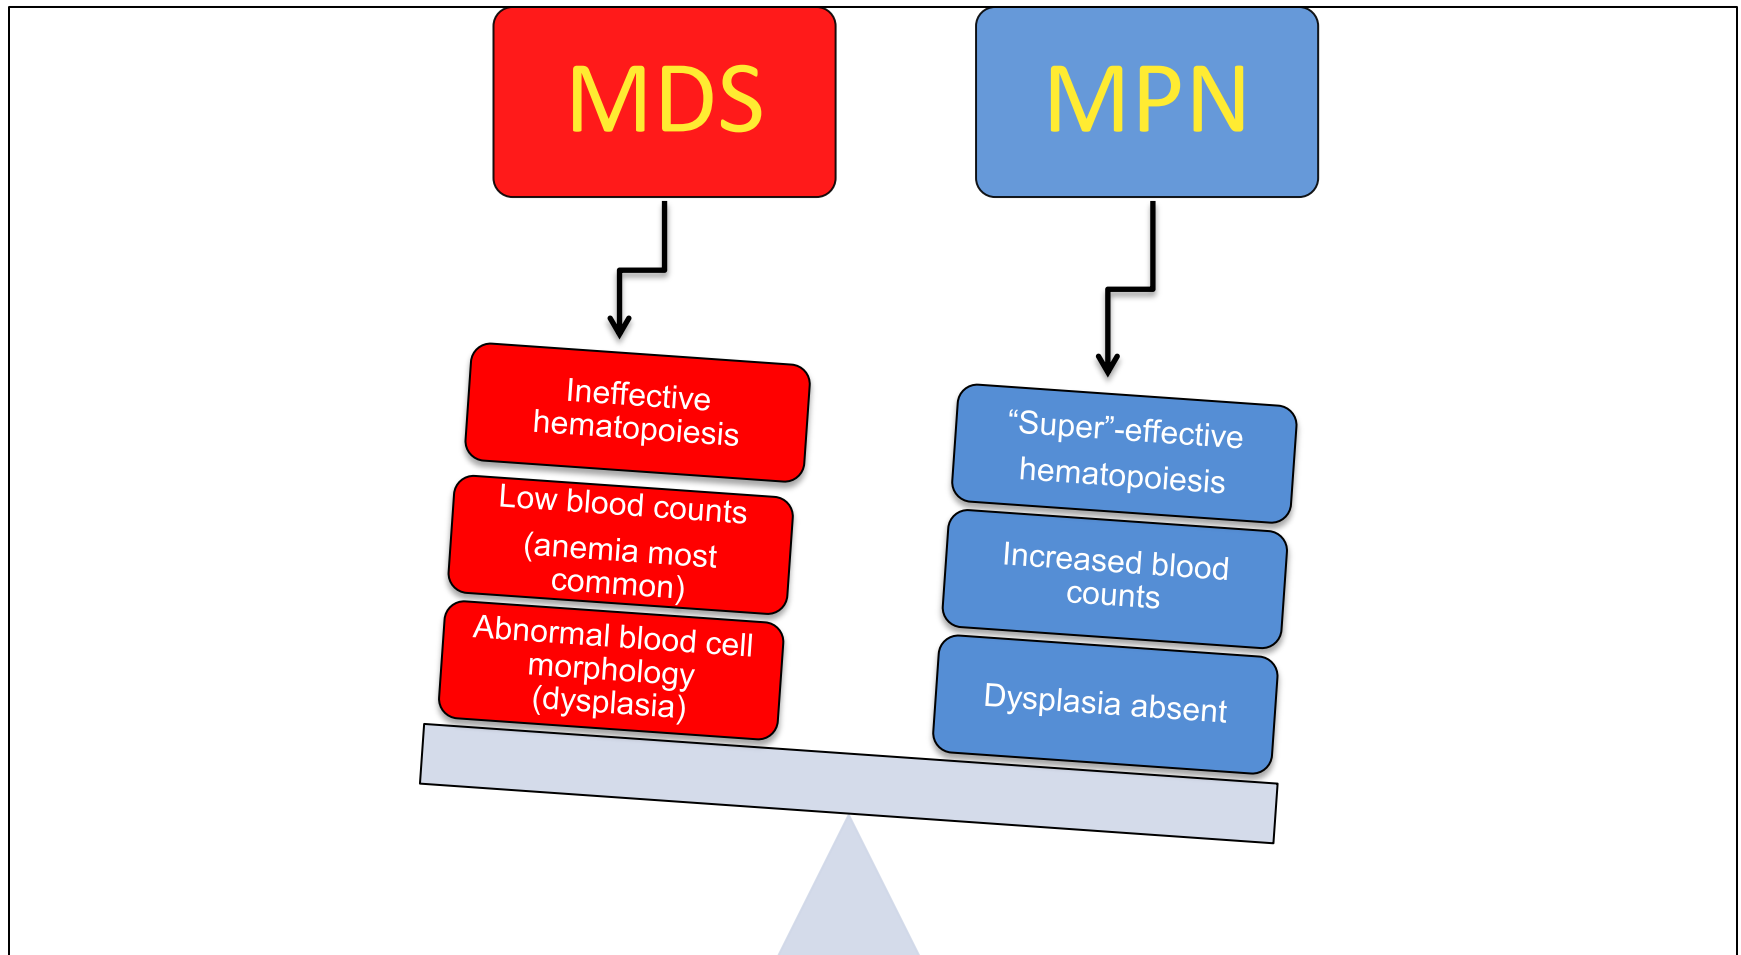 MDS
MPN
Ineffective
hematopoiesis
Low blood counts
(anemia most
common)
Abnormal blood cell
morphology
(dysplasia)
“Super”-effective
hematopoiesis
Increased blood
counts
Dysplasia absent